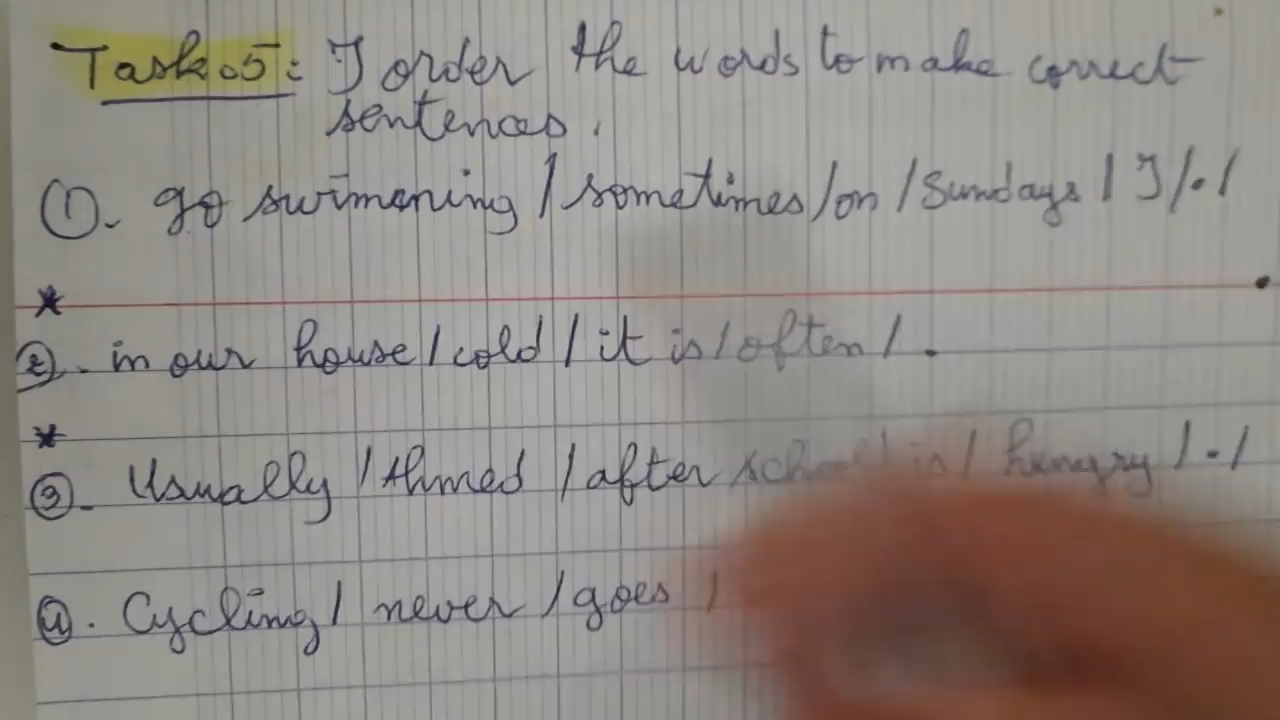 Task 05: I order the words to make correct
sentences.
①. go swimming / sometimes / on / Sundays / I / . /
②. in our house / cold / it is / often / .
③. Usually / Ahmed / after school / is / hungry / . /
④. Cycling / never / goes /